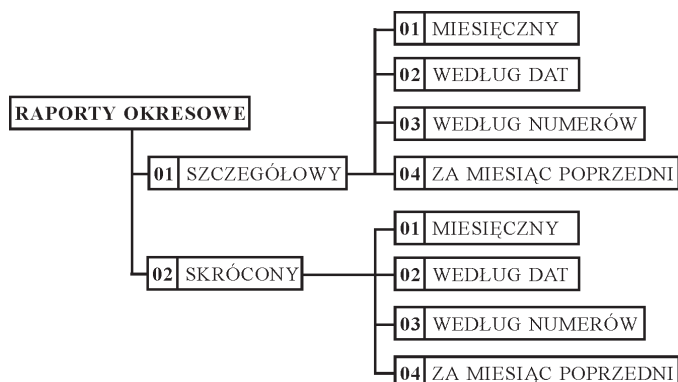 RAPORTY OKRESOWE
01 SZCZEGÓŁOWY
01 MIESIĘCZNY
02 WEDŁUG DAT
03 WEDŁUG NUMERÓW
04 ZA MIESIĄC POPRZEDNI
02 SKRÓCONY
01 MIESIĘCZNY
02 WEDŁUG DAT
03 WEDŁUG NUMERÓW
04 ZA MIESIĄC POPRZEDNI